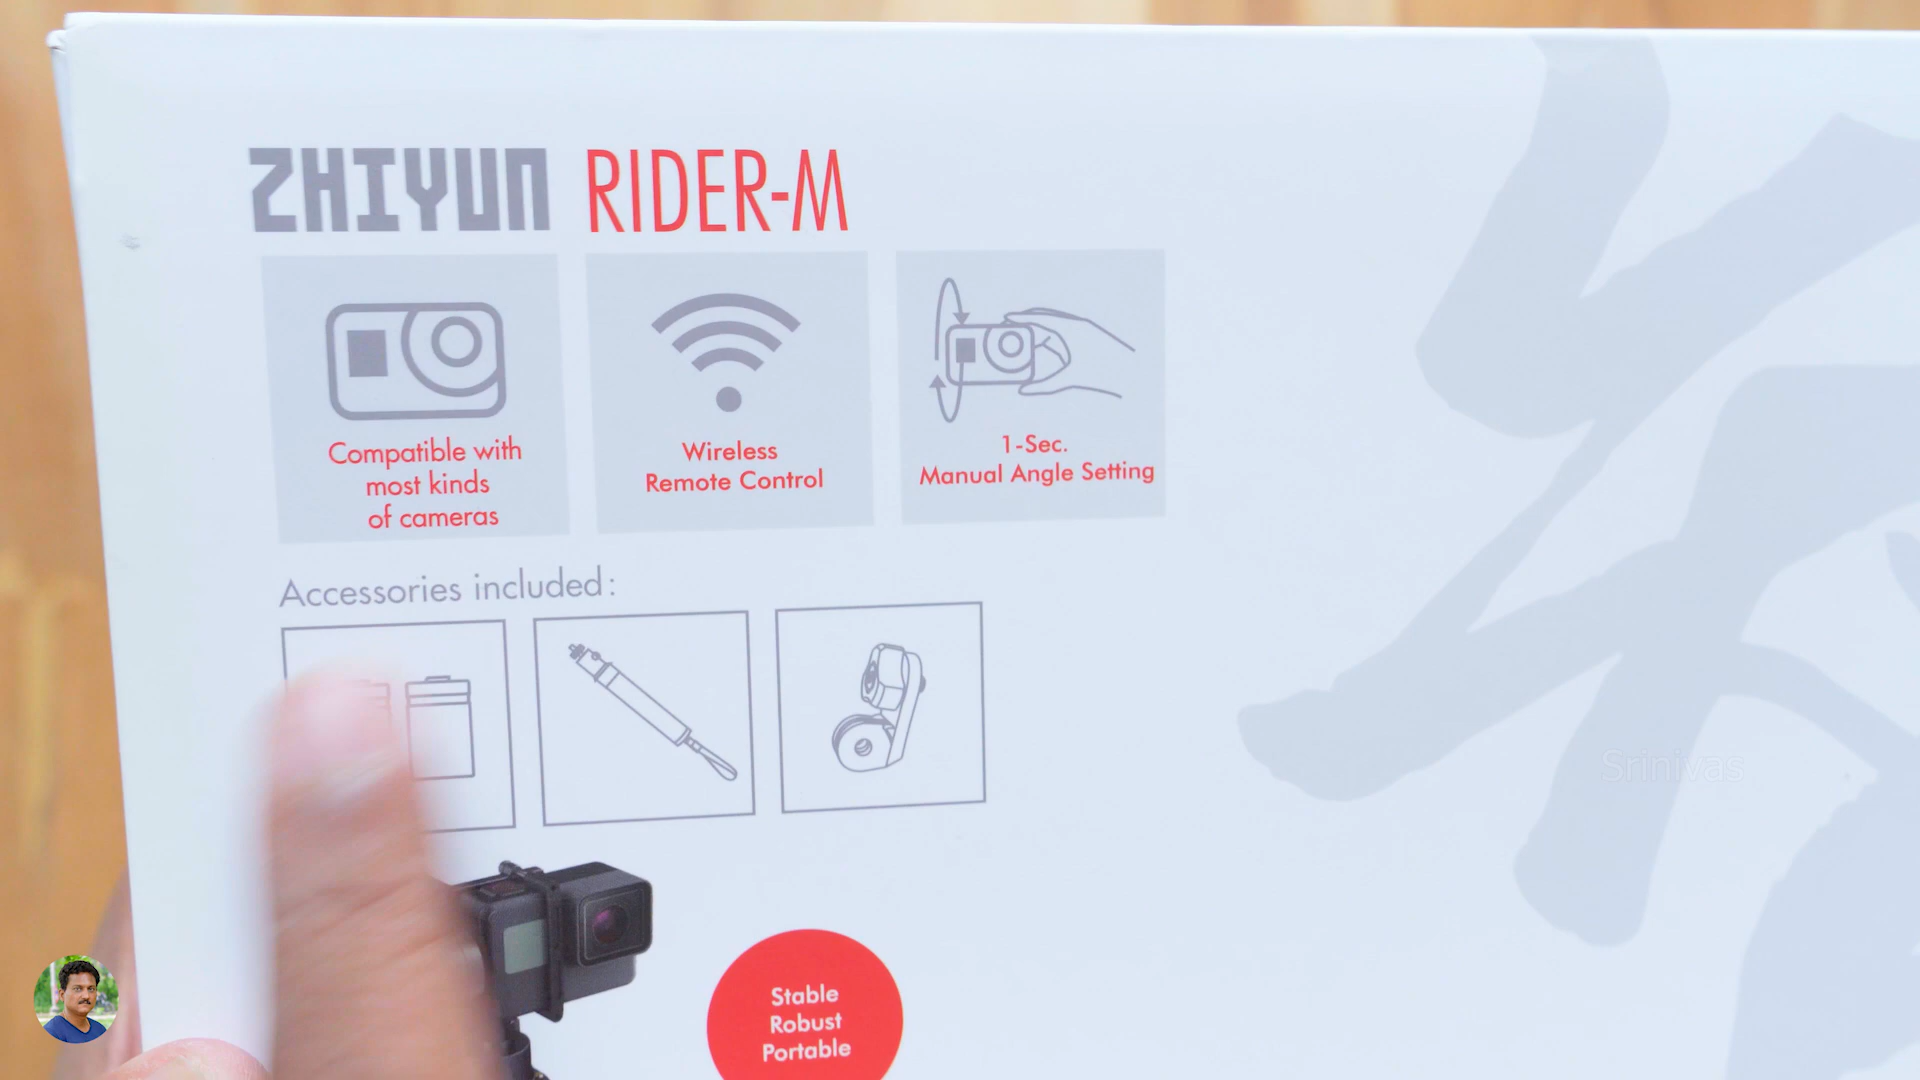 ZHIYUN RIDER-M
Compatible with
most kinds
of cameras
Wireless
Remote Control
1-Sec.
Manual Angle Setting
Accessories included:
Srinivas
Stable
Robust
Portable